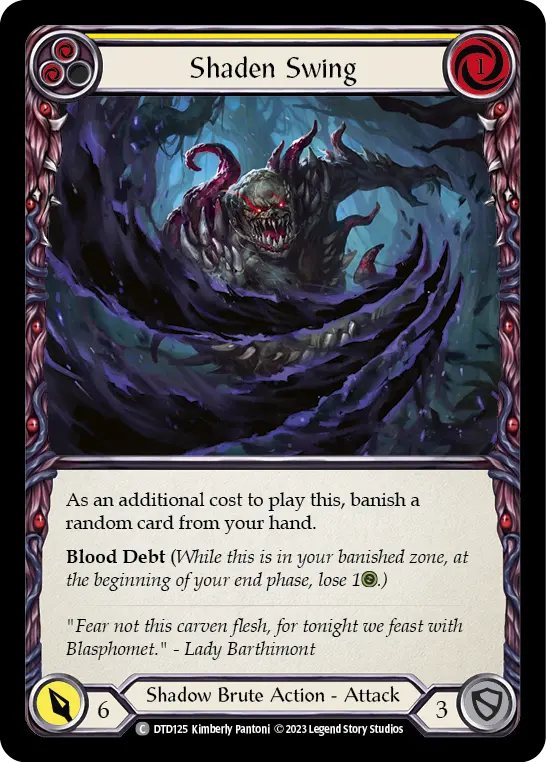 Shaden Swing
1
As an additional cost to play this, banish a
random card from your hand.
Blood Debt (While this is in your banished zone, at
the beginning of your end phase, lose 1.)
"Fear not this carven flesh, for tonight we feast with
Blasphomet." - Lady Barthimont
6
Shadow Brute Action - Attack
3
C DTD125 Kimberly Pantoni © 2023 Legend Story Studios